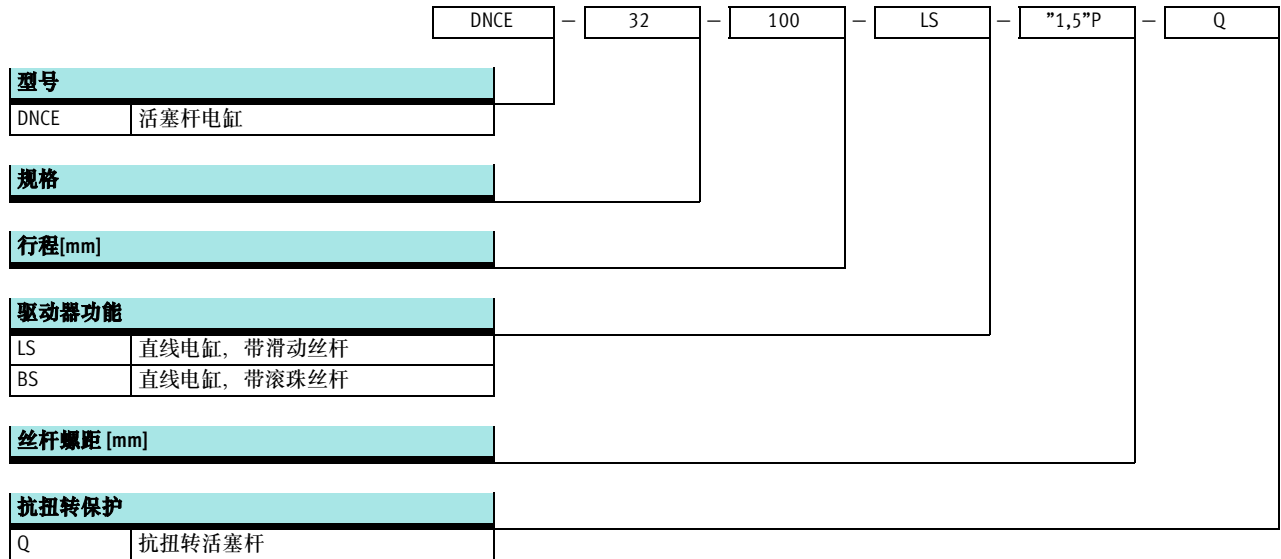 DNCE – 32 – 100 – LS – ”1,5”P – Q
型号
DNCE 活塞杆电缸
规格
行程[mm]
驱动器功能
LS 直线电缸，带滑动丝杆
BS 直线电缸，带滚珠丝杆
丝杆螺距 [mm]
抗扭转保护
Q 抗扭转活塞杆